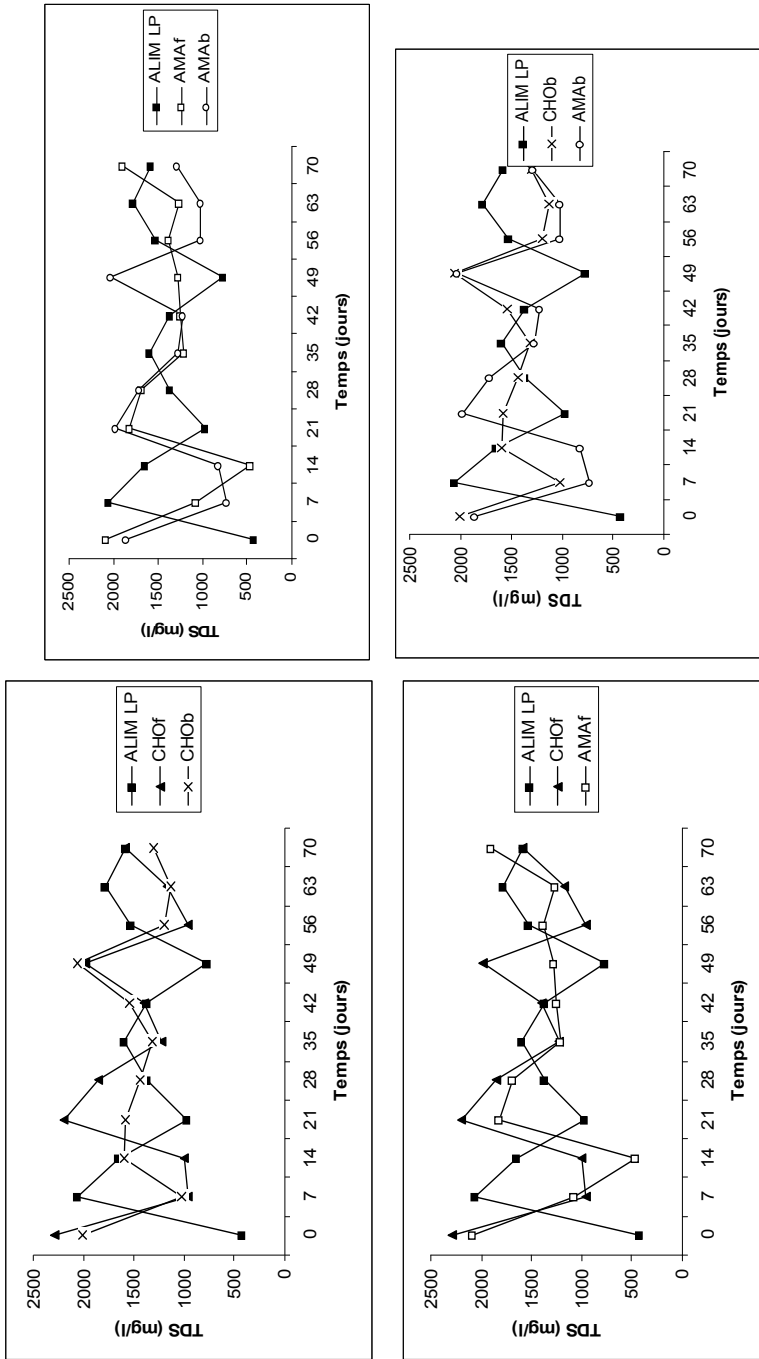 2500
2000
1500
1000
500
0
TDS (mg/l)
0 7 14 21 28 35 42 49 56 63 70
Temps (jours)
ALIM LP
CHOf
CHOb
2500
2000
1500
1000
500
0
TDS (mg/l)
0 7 14 21 28 35 42 49 56 63 70
Temps (jours)
ALIM LP
AMAf
AMAb
2500
2000
1500
1000
500
0
TDS (mg/l)
0 7 14 21 28 35 42 49 56 63 70
Temps (jours)
ALIM LP
CHOf
AMAf
2500
2000
1500
1000
500
0
TDS (mg/l)
0 7 14 21 28 35 42 49 56 63 70
Temps (jours)
ALIM LP
CHOb
AMAb